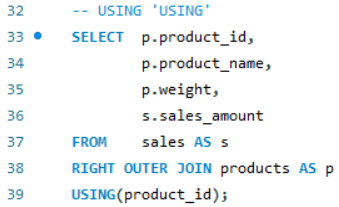 32 -- USING 'USING'
33 SELECT p.product_id,
34 p.product_name,
35 p.weight,
36 s.sales_amount
37 FROM sales AS s
38 RIGHT OUTER JOIN products AS p
39 USING(product_id);